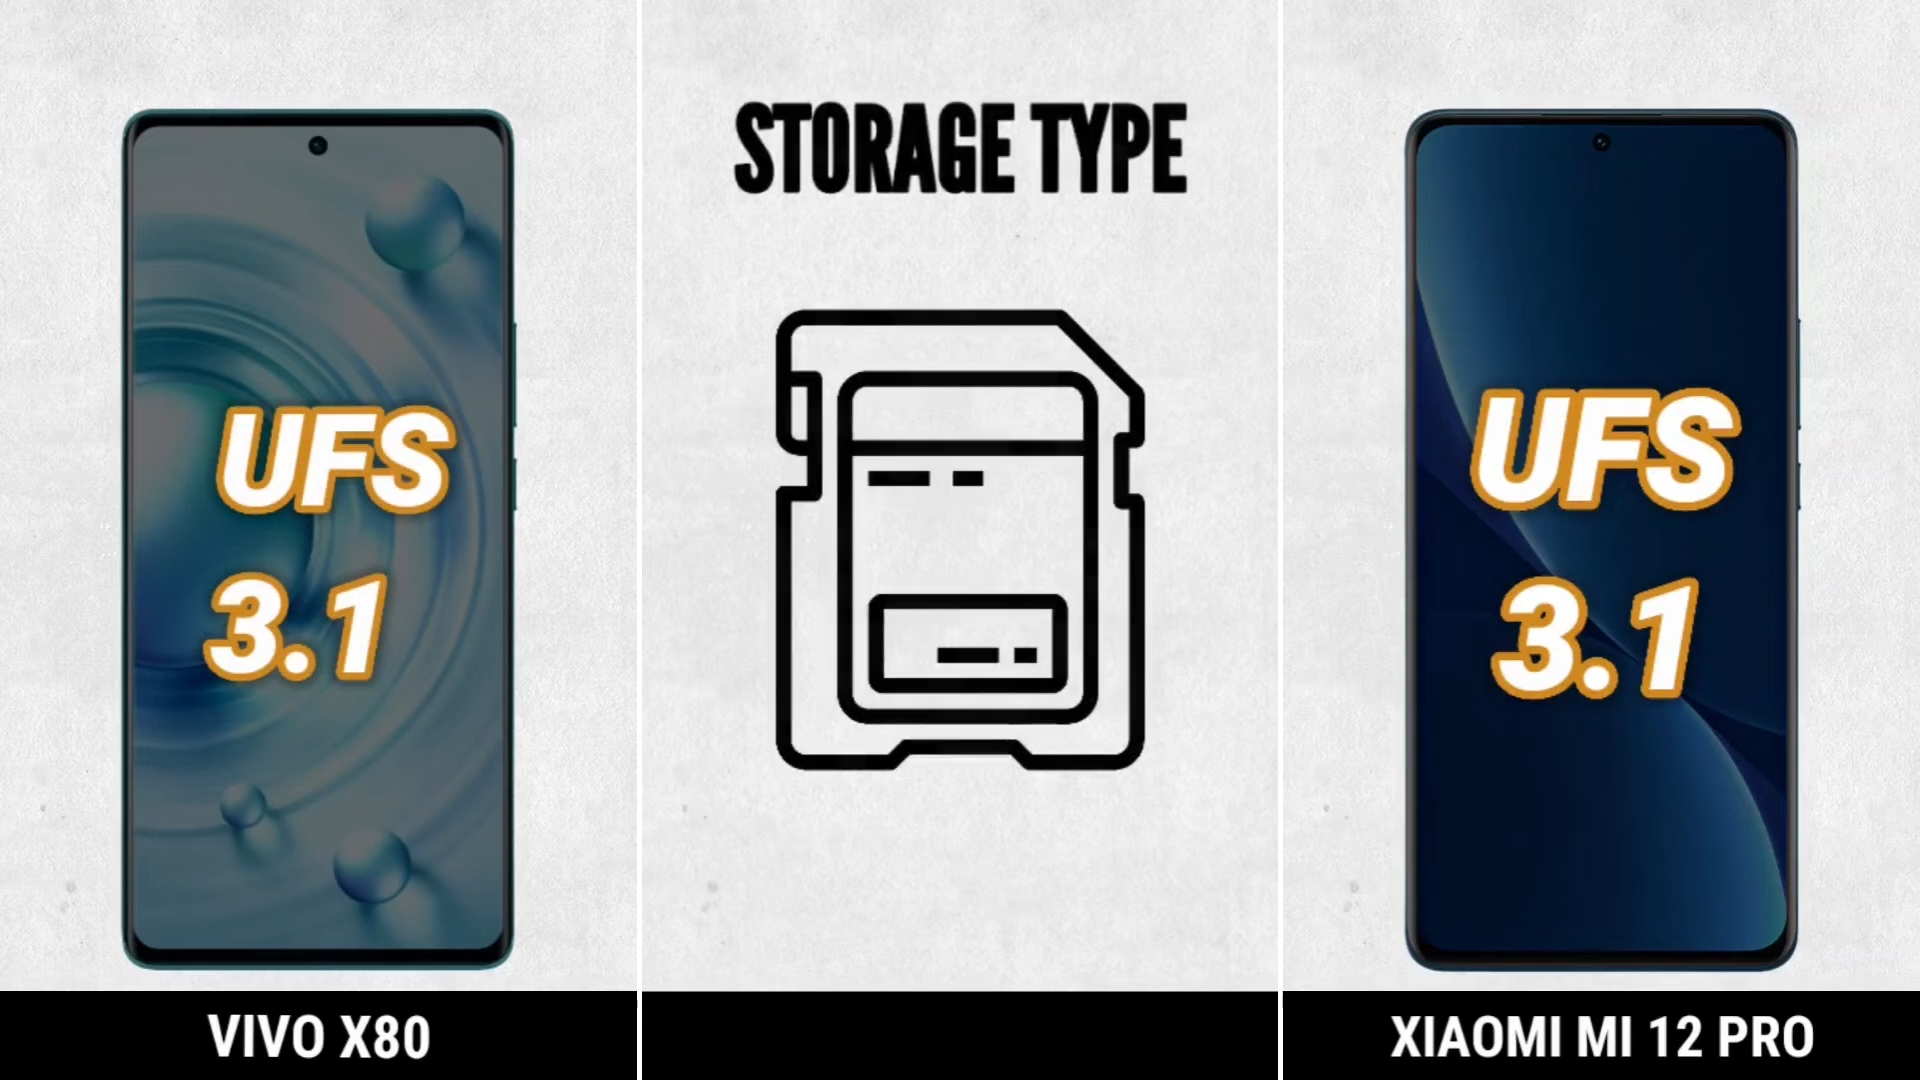 STORAGE TYPE
UFS
3.1
UFS
3.1
VIVO X80
XIAOMI MI 12 PRO